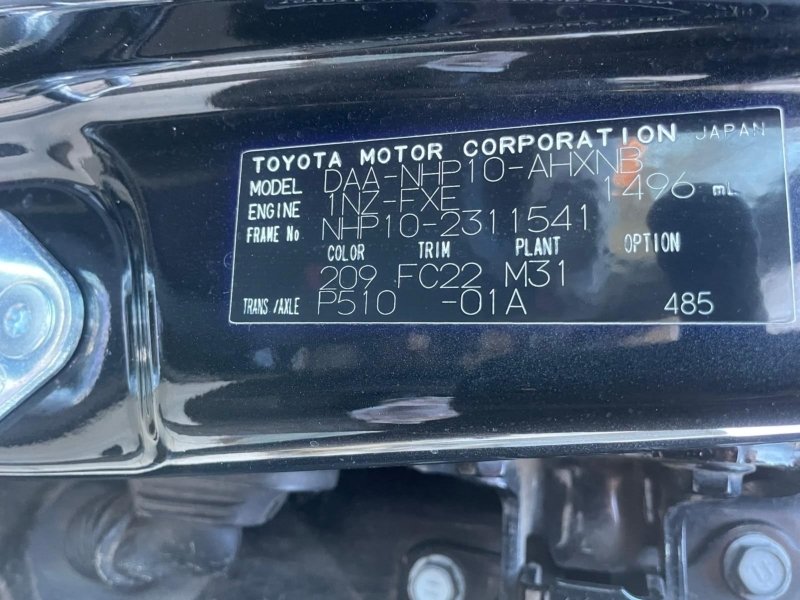 TOYOTA MOTOR CORPORATION JAPAN
MODEL DAA-NHP10-AHXNB
ENGINE 1NZ-FXE 1496 mL
FRAME No NHP10-2311541
COLOR TRIM PLANT OPTION
209 FC22 M31
TRANS/AXLE P510 -01A 485